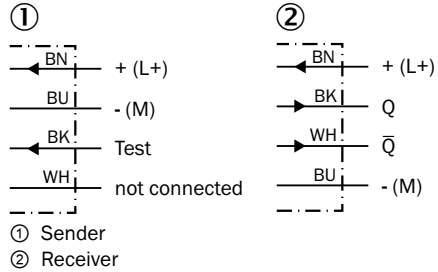 ① ②
BN + (L+)
BU - (M)
BK Test
WH not connected
BN + (L+)
BK Q
WH Q̅
BU - (M)
① Sender
② Receiver